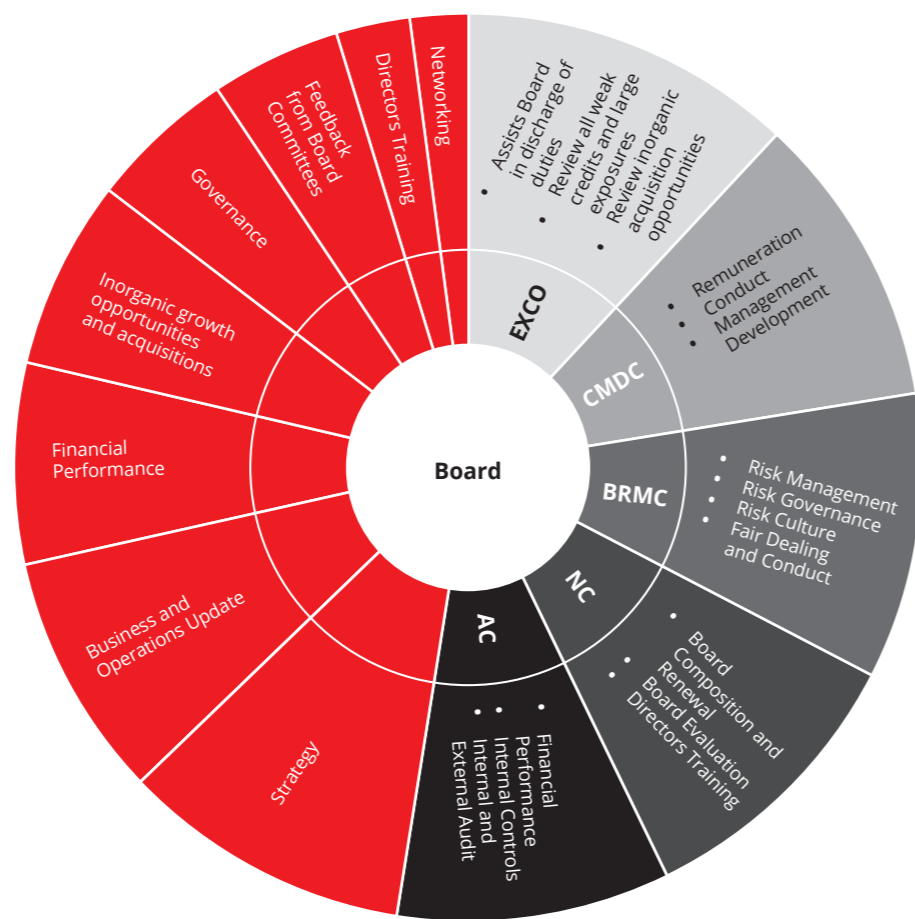 Board
EXCO
• Assists Board
in discharge of
duties
• Review all weak
credits and large
exposures
• Review inorganic
acquisition
opportunities
CMDC
• Remuneration
• Conduct
• Management
Development
BRMC
• Risk Management
• Risk Governance
• Risk Culture
• Fair Dealing
and Conduct
NC
• Board
Composition and
Renewal
• Board Evaluation
• Directors Training
AC
• Financial
Performance
• Internal Controls
• Internal and
External Audit
Strategy
Business and
Operations Update
Financial
Performance
Inorganic growth
opportunities
and acquisitions
Governance
Feedback
from Board
Committees
Directors Training
Networking